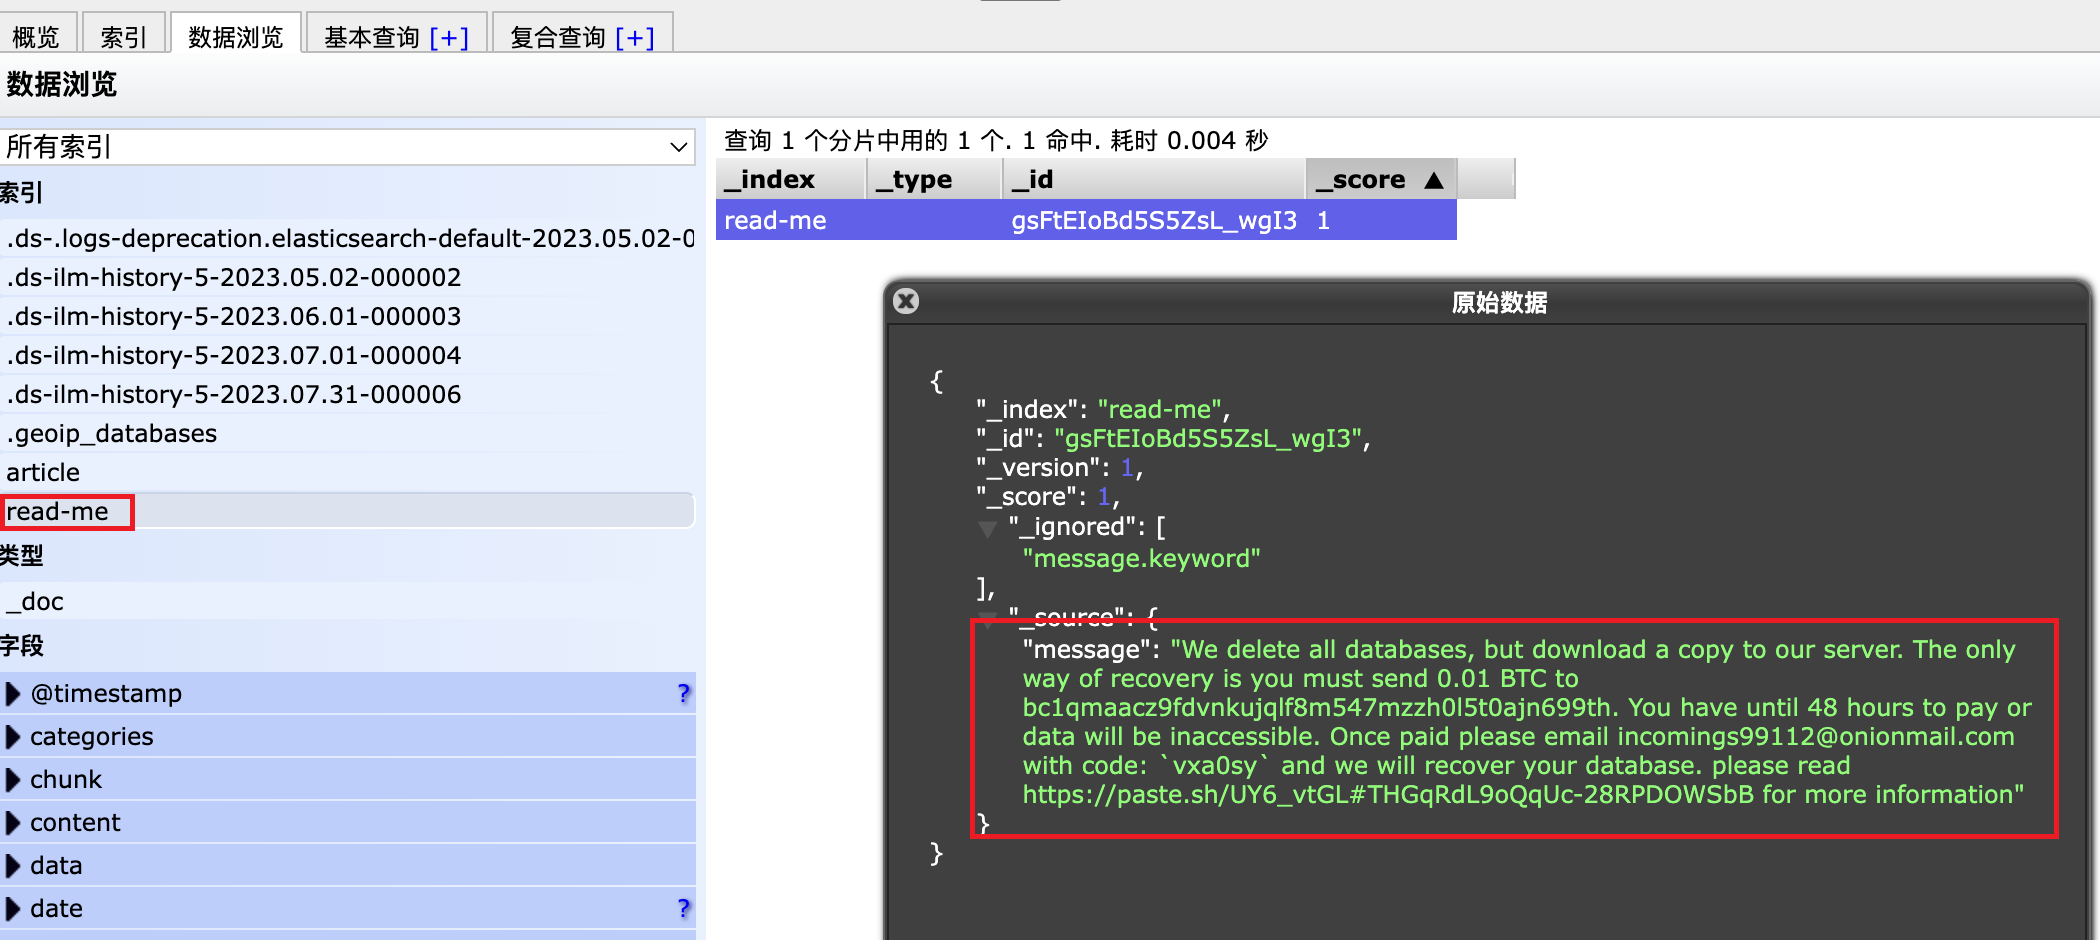 概览 索引 数据浏览 基本查询 [+] 复合查询 [+]
数据浏览
所有索引
索引
.ds-.logs-deprecation.elasticsearch-default-2023.05.02-0
.ds-ilm-history-5-2023.05.02-000002
.ds-ilm-history-5-2023.06.01-000003
.ds-ilm-history-5-2023.07.01-000004
.ds-ilm-history-5-2023.07.31-000006
.geoip_databases
article
read-me
类型
_doc
字段
@timestamp ?
categories
chunk
content
data
date ?
查询 1 个分片中用的 1 个. 1 命中. 耗时 0.004 秒
_index _type _id _score ▲
read-me gsFtEIoBd5S5ZsL_wgI3 1
原始数据
{
"_index": "read-me",
"_id": "gsFtEIoBd5S5ZsL_wgI3",
"_version": 1,
"_score": 1,
"_ignored": [
"message.keyword"
],
"_source": {
"message": "We delete all databases, but download a copy to our server. The only
way of recovery is you must send 0.01 BTC to
bc1qmaacz9fdvnkujqlf8m547mzzh0l5t0ajn699th. You have until 48 hours to pay or
data will be inaccessible. Once paid please email incomings99112@onionmail.com
with code: `vxa0sy` and we will recover your database. please read
https://paste.sh/UY6_vtGL#THGqRdL9oQqUc-28RPDOWSbB for more information"
}
}